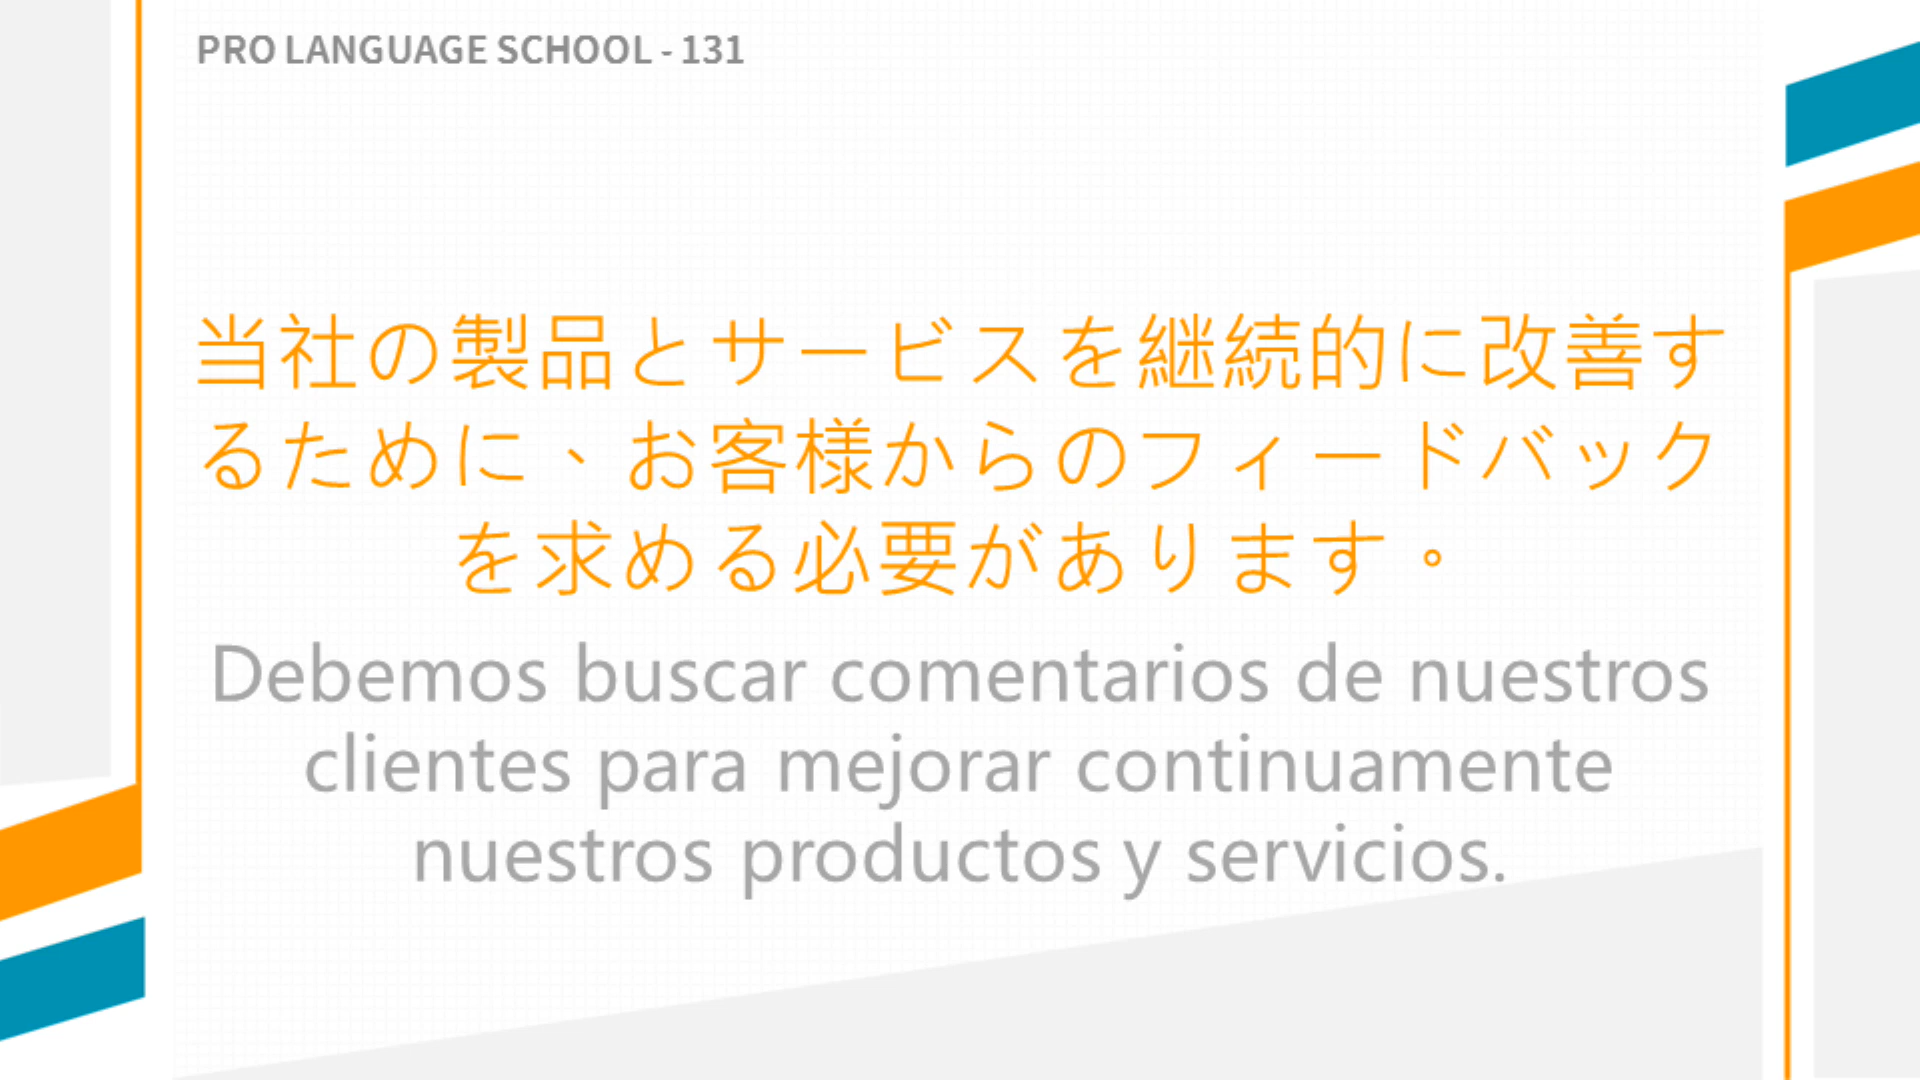 PRO LANGUAGE SCHOOL - 131
当社の製品とサービスを継続的に改善す
るために、お客様からのフィードバック
を求める必要があります。
Debemos buscar comentarios de nuestros
clientes para mejorar continuamente
nuestros productos y servicios.